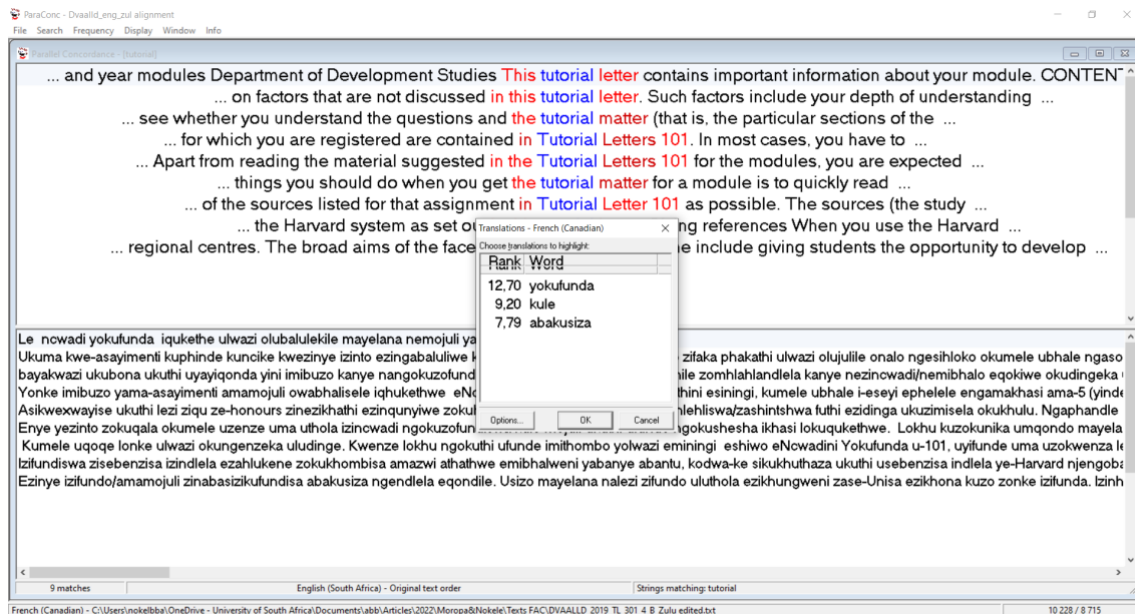 ParaConc - Dvaalld_eng_zul alignment
File Search Frequency Display Window Info
Parallel Concordance - [tutorial]
... and year modules Department of Development Studies This tutorial letter contains important information about your module. CONTENT
... on factors that are not discussed in this tutorial letter. Such factors include your depth of understanding ...
... see whether you understand the questions and the tutorial matter (that is, the particular sections of the ...
... for which you are registered are contained in Tutorial Letters 101. In most cases, you have to ...
... Apart from reading the material suggested in the Tutorial Letters 101 for the modules, you are expected ...
... things you should do when you get the tutorial matter for a module is to quickly read ...
... of the sources listed for that assignment in Tutorial Letter 101 as possible. The sources (the study ...
... the Harvard system as set ou ng references When you use the Harvard ...
... regional centres. The broad aims of the face e include giving students the opportunity to develop ...
Translations - French (Canadian)
Choose translations to highlight:
Rank Word
12,70 yokufunda
9,20 kule
7,79 abakusiza
Options... OK Cancel
Le ncwadi yokufunda iqukethe ulwazi olubalulekile mayelana nemojuli ya
Ukuma kwe-asayimenti kuphinde kuncike kwezinye izinto ezingabaluliwe k zifaka phakathi ulwazi olujulile onalo ngesihloko okumele ubhale ngaso
bayakwazi ukubona ukuthi uyayiqonda yini imibuzo kanye nangokuzofund ile zomhlahlandlela kanye nezincwadi/nemibhalo eqokiwe okudingeka
Yonke imibuzo yama-asayimenti amamojuli owabhalisele iqhukethwe eNc thini esiningi, kumele ubhale i-eseyi ephelele engamakhasi ama-5 (yinde
Asikwexwayise ukuthi lezi ziqu ze-honours zinezikhathi ezinqunyiwe zokul nlehliswa/zashintshwa futhi ezidinga ukuzimisela okukhulu. Ngaphandle
Enye yezinto zokuqala okumele uzenze uma uthola izincwadi ngokuzofun ngokushesha ikhasi lokuqukethwe. Lokhu kuzokunika umqondo mayela
Kumele uqoqe lonke ulwazi okungenzeka uludinge. Kwenze lokhu ngokuthi ufunde imithombo yolwazi eminingi eshiwo eNcwadini Yokufunda u-101, uyifunde uma uzokwenza le
Izifundiswa zisebenzisa izindlela ezahlukene zokukhombisa amazwi athathwe emibhalweni yabanye abantu, kodwa-ke sikukhuthaza ukuthi usebenzisa indlela ye-Harvard njengoba
Ezinye izifundo/amamojuli zinabasizikufundisa abakusiza ngendlela eqondile. Usizo mayelana nalezi zifundo uluthola ezikhungweni zase-Unisa ezikhona kuzo zonke izifunda. Izinh
9 matches English (South Africa) - Original text order Strings matching: tutorial
French (Canadian) - C:\Users\nokelbba\OneDrive - University of South Africa\Documents\abb\Articles\2022\Moropa&Nokele\Texts FAC\DVAALLD_2019_TL_301_4_B_Zulu edited.txt 10 228 / 8 715